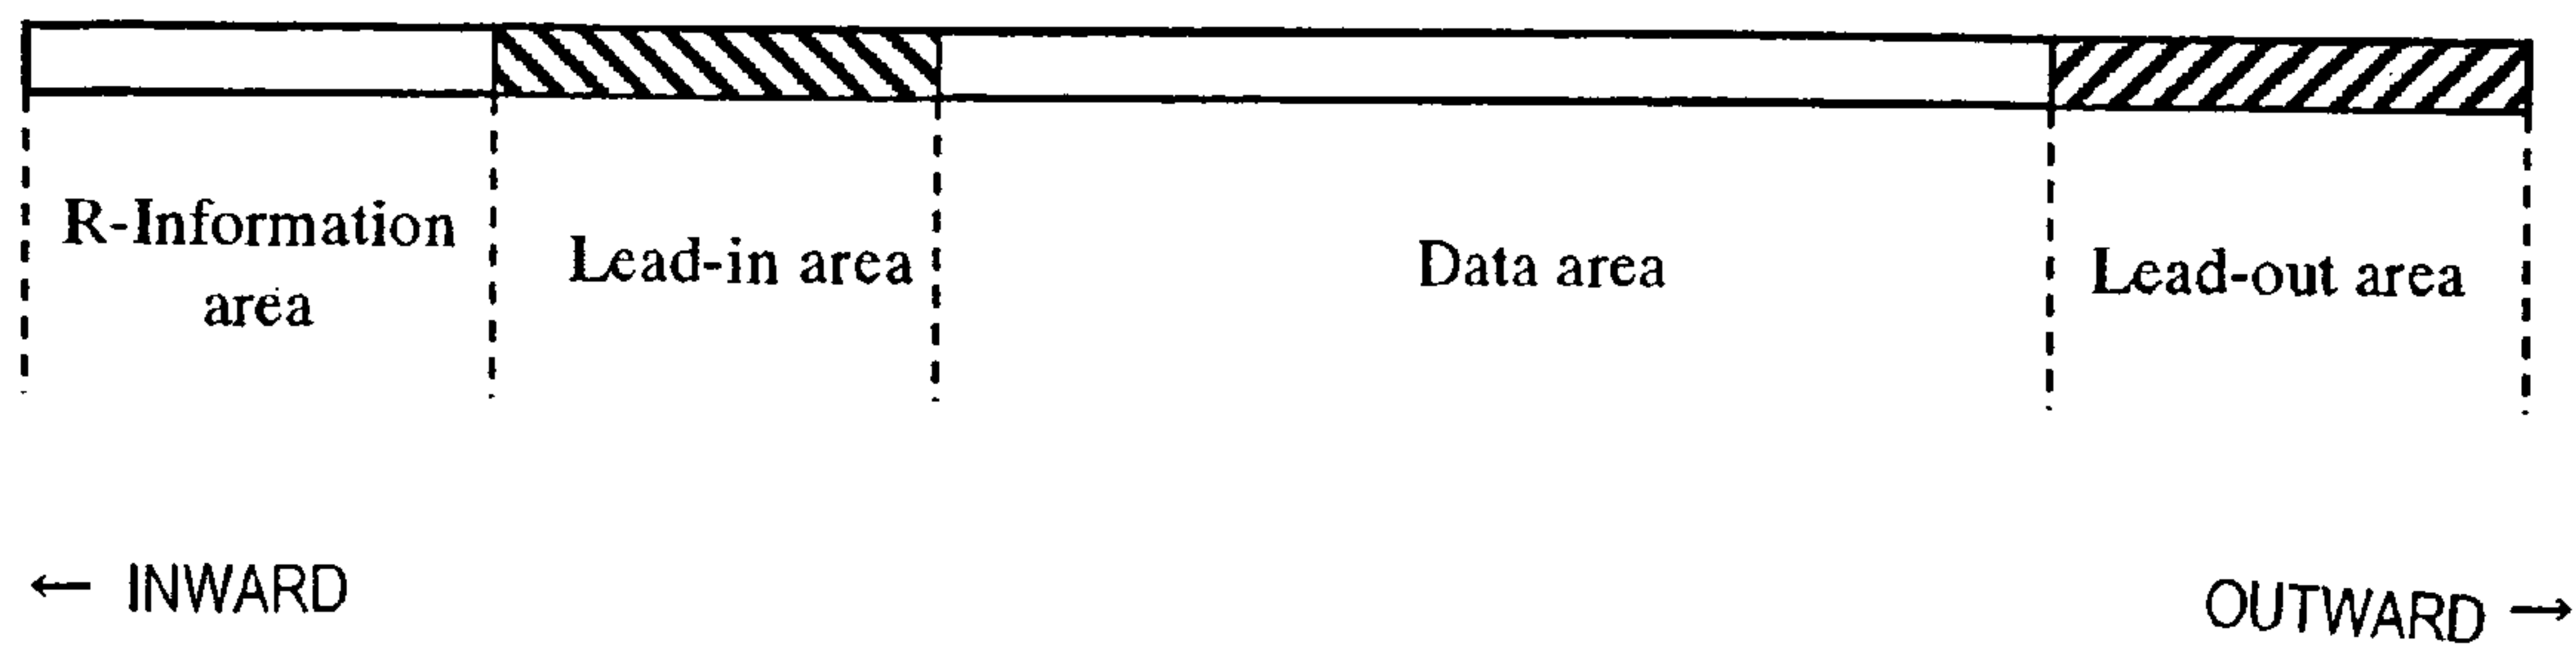 R-Information
area
Lead-in area
Data area
Lead-out area
← INWARD
OUTWARD →